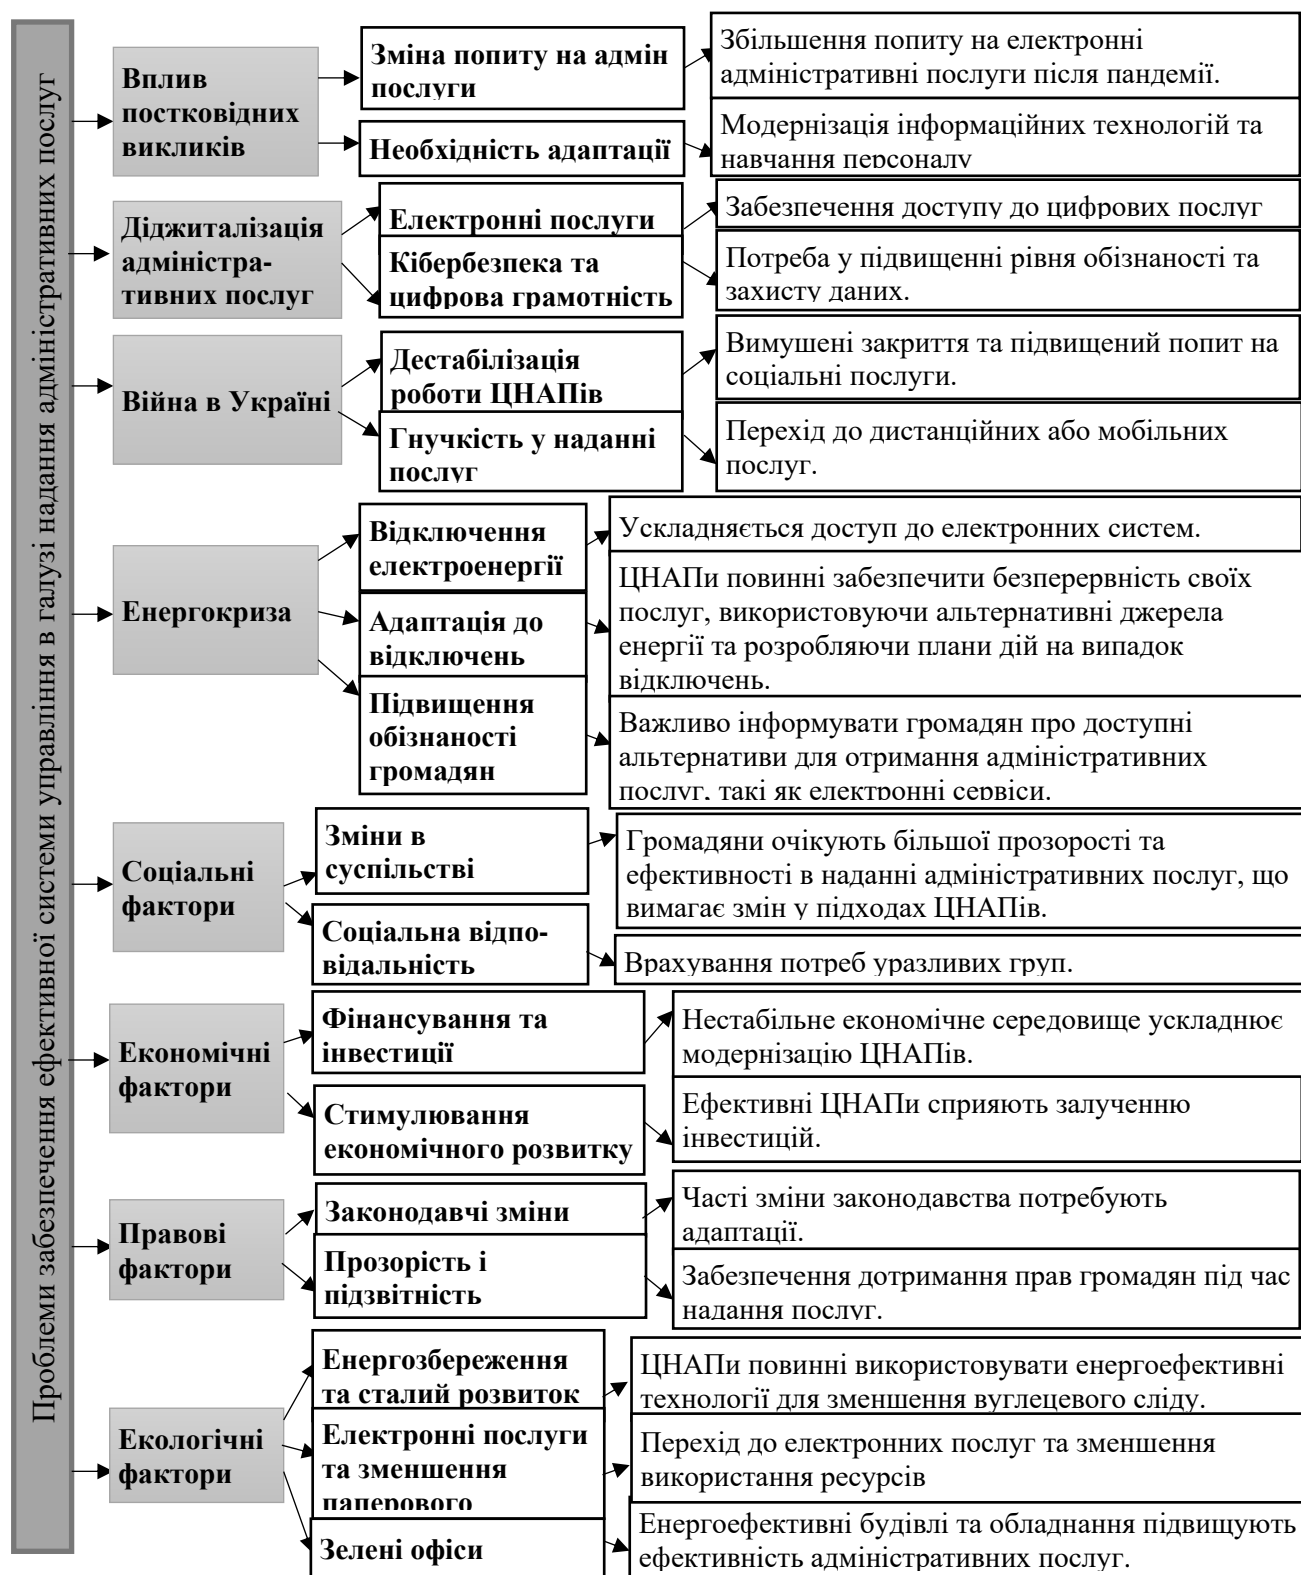 Проблеми забезпечення ефективної системи управління в галузі надання адміністративних послуг
Вплив
постковідних
викликів
Зміна попиту на адмін
послуги
Збільшення попиту на електронні
адміністративні послуги після пандемії.
Необхідність адаптації
Модернізація інформаційних технологій та
навчання персоналу
Діджиталізація
адміністра-
тивних послуг
Електронні послуги
Забезпечення доступу до цифрових послуг
Кібербезпека та
цифрова грамотність
Потреба у підвищенні рівня обізнаності та
захисту даних.
Війна в Україні
Дестабілізація
роботи ЦНАПів
Вимушені закриття та підвищений попит на
соціальні послуги.
Гнучкість у наданні
послуг
Перехід до дистанційних або мобільних
послуг.
Енергокриза
Відключення
електроенергії
Ускладняється доступ до електронних систем.
Адаптація до
відключень
ЦНАПи повинні забезпечити безперервність своїх
послуг, використовуючи альтернативні джерела
енергії та розробляючи плани дій на випадок
відключень.
Підвищення
обізнаності
громадян
Важливо інформувати громадян про доступні
альтернативи для отримання адміністративних
послуг, такі як електронні сервіси.
Соціальні
фактори
Зміни в
суспільстві
Громадяни очікують більшої прозорості та
ефективності в наданні адміністративних послуг, що
вимагає змін у підходах ЦНАПів.
Соціальна відпо-
відальність
Врахування потреб уразливих груп.
Економічні
фактори
Фінансування та
інвестиції
Нестабільне економічне середовище ускладнює
модернізацію ЦНАПів.
Стимулювання
економічного розвитку
Ефективні ЦНАПи сприяють залученню
інвестицій.
Правові
фактори
Законодавчі зміни
Часті зміни законодавства потребують
адаптації.
Прозорість і
підзвітність
Забезпечення дотримання прав громадян під час
надання послуг.
Екологічні
фактори
Енергозбереження
та сталий розвиток
ЦНАПи повинні використовувати енергоефективні
технології для зменшення вуглецевого сліду.
Електронні послуги
та зменшення
паперового
Перехід до електронних послуг та зменшення
використання ресурсів
Зелені офіси
Енергоефективні будівлі та обладнання підвищують
ефективність адміністративних послуг.